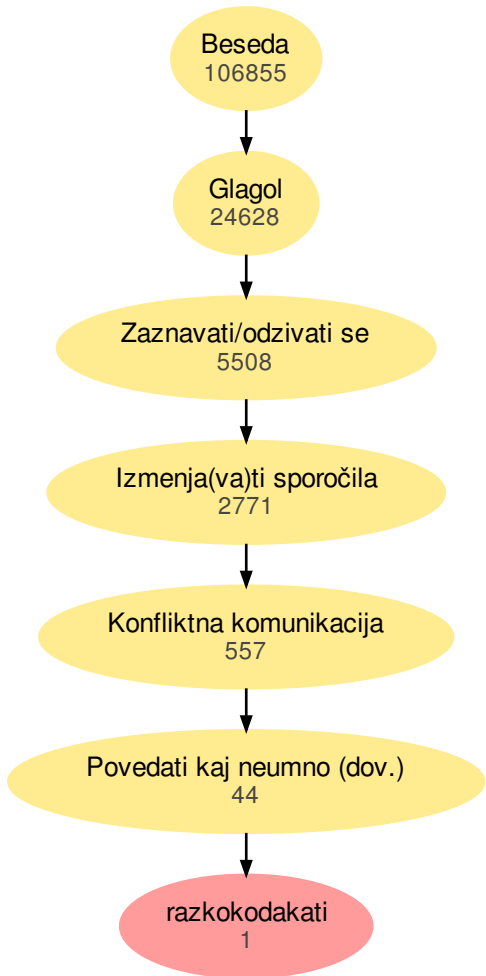 Beseda
106855
Glagol
24628
Zaznavati/odzivati se
5508
Izmenja(va)ti sporočila
2771
Konfliktna komunikacija
557
Povedati kaj neumno (dov.)
44
razkokodakati
1